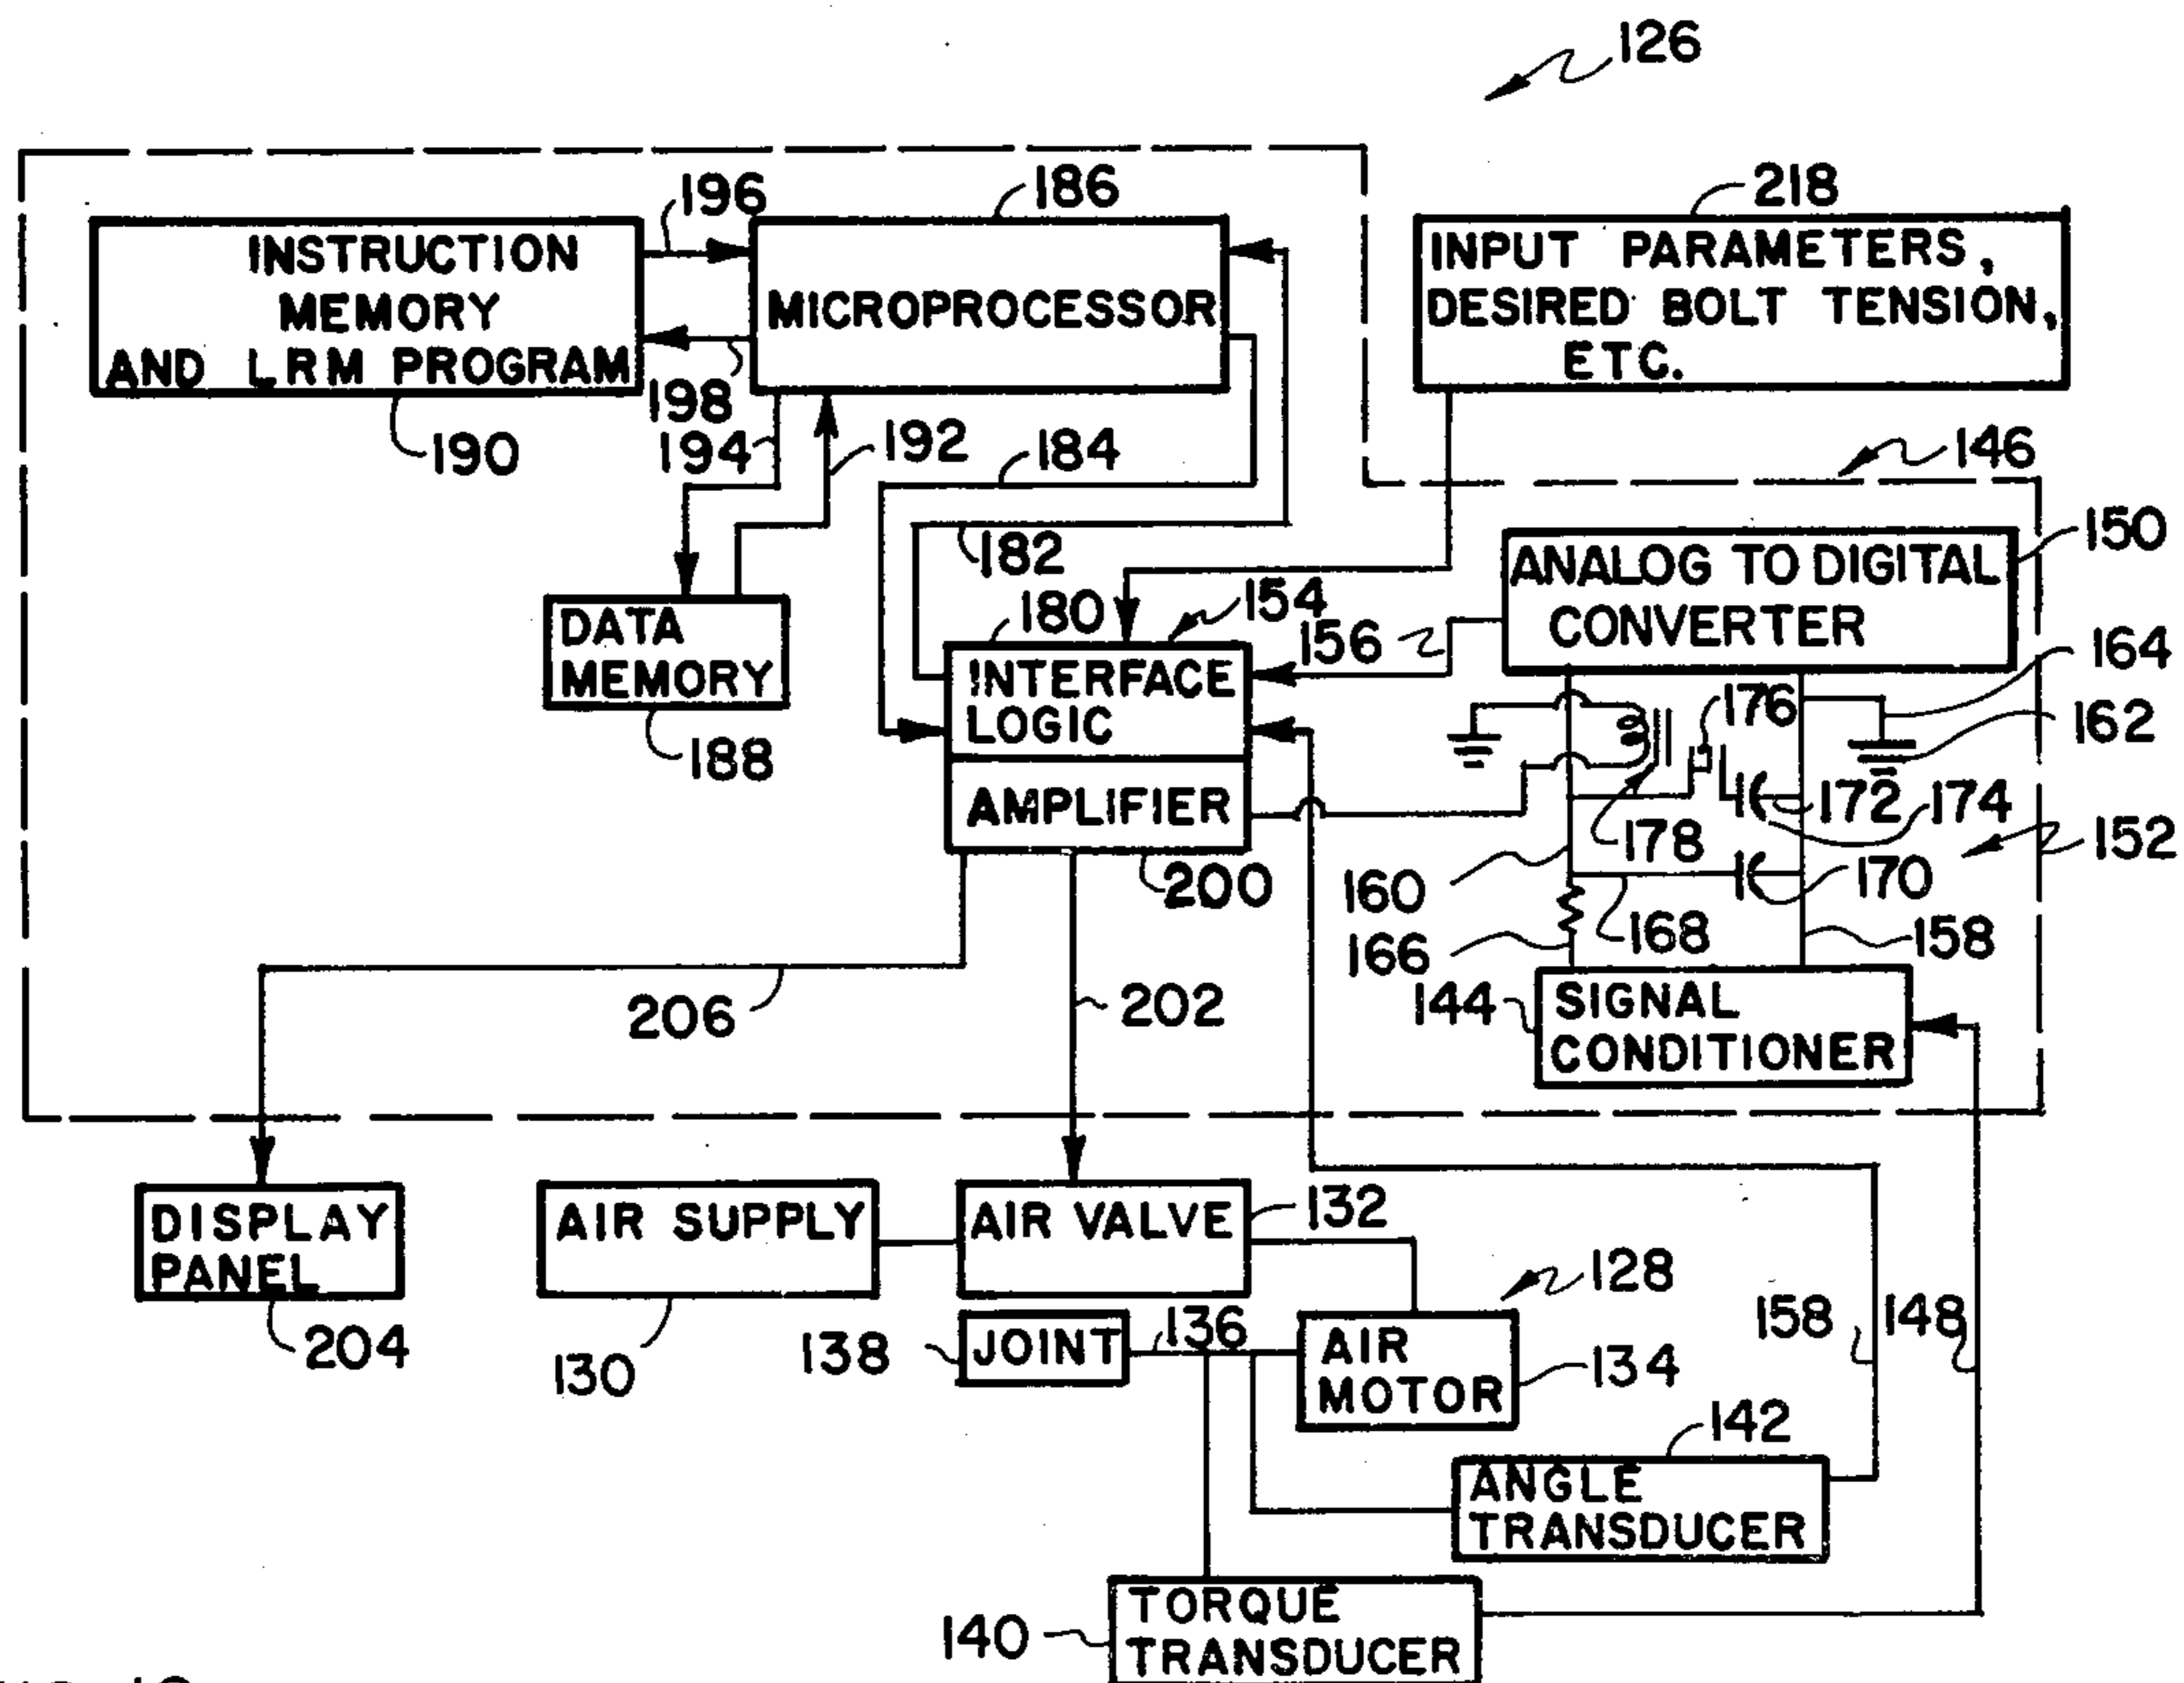 126
196
186
218
INSTRUCTION
MEMORY
AND LRM PROGRAM
MICROPROCESSOR
INPUT PARAMETERS,
DESIRED BOLT TENSION,
ETC.
198
190
194
192
184
146
182
150
ANALOG TO DIGITAL
CONVERTER
180
154
156
164
DATA
MEMORY
188
INTERFACE
LOGIC
AMPLIFIER
176
162
172
174
178
152
200
160
170
168
158
166
206
202
144
SIGNAL
CONDITIONER
DISPLAY
PANEL
204
AIR SUPPLY
130
AIR VALVE
132
128
158
148
138
JOINT
136
AIR
MOTOR
134
142
ANGLE
TRANSDUCER
140
TORQUE
TRANSDUCER